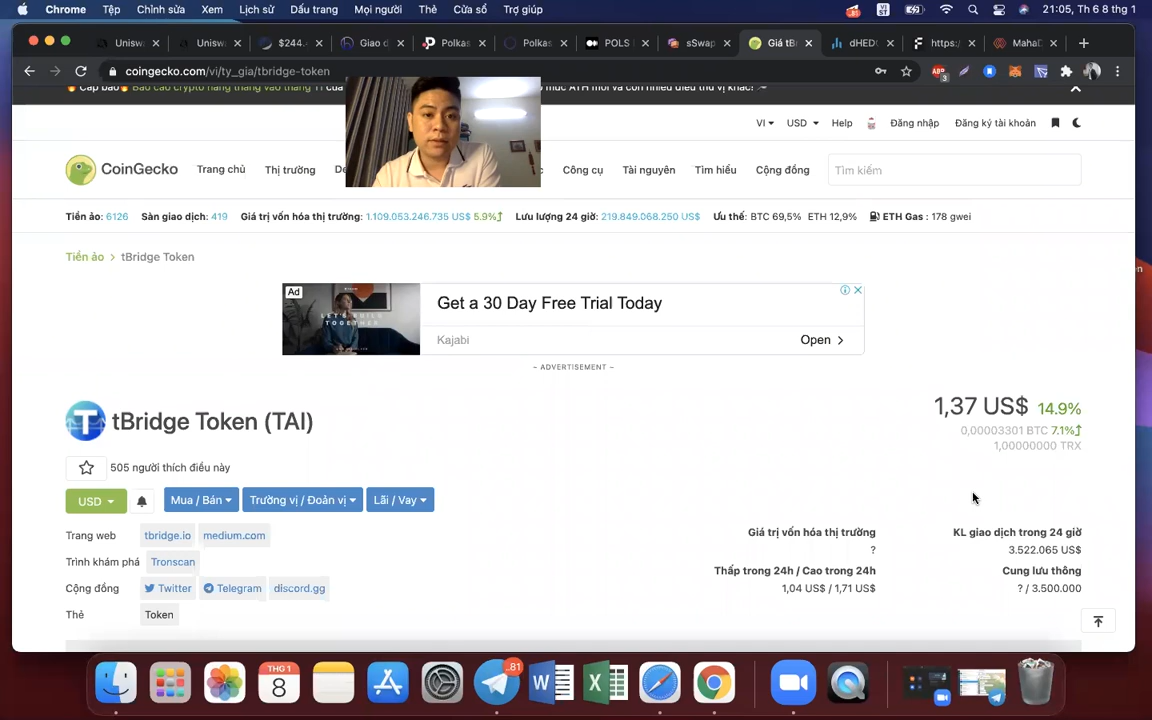 Chrome Tệp Chỉnh sửa Xem Lịch sử Dấu trang Mọi người Thẻ Cửa sổ Trợ giúp 81 VI ST 21:05, Th 6 8 thg 1
Unisw Unisw $244. Giao d Polkas Polkas POLS sSwap Giá tB dHED https: MahaD
coingecko.com/vi/ty_gia/tbridge-token ABP 3
VI USD Help Đăng nhập Đăng ký tài khoản
CoinGecko Trang chủ Thị trường Công cụ Tài nguyên Tìm hiểu Cộng đồng Tìm kiếm
Tiền ảo: 6126 Sàn giao dịch: 419 Giá trị vốn hóa thị trường: 1.109.053.246.735 US$ 5.9% Lưu lượng 24 giờ: 219.849.068.250 US$ Ưu thế: BTC 69,5% ETH 12,9% ETH Gas : 178 gwei
Tiền ảo > tBridge Token
Ad
LET'S BUILD TOGETHER
Get a 30 Day Free Trial Today
Kajabi Open >
– ADVERTISEMENT –
T tBridge Token (TAI)
1,37 US$ 14.9%
0,00003301 BTC 7.1%
1,00000000 TRX
505 người thích điều này
USD Mua / Bán Trường vị / Đoản vị Lãi / Vay
Trang web tbridge.io medium.com
Trình khám phá Tronscan
Cộng đồng Twitter Telegram discord.gg
Thẻ Token
Giá trị vốn hóa thị trường
?
KL giao dịch trong 24 giờ
3.522.065 US$
Thấp trong 24h / Cao trong 24h
1,04 US$ / 1,71 US$
Cung lưu thông
? / 3.500.000
THG 1
8
81
W X